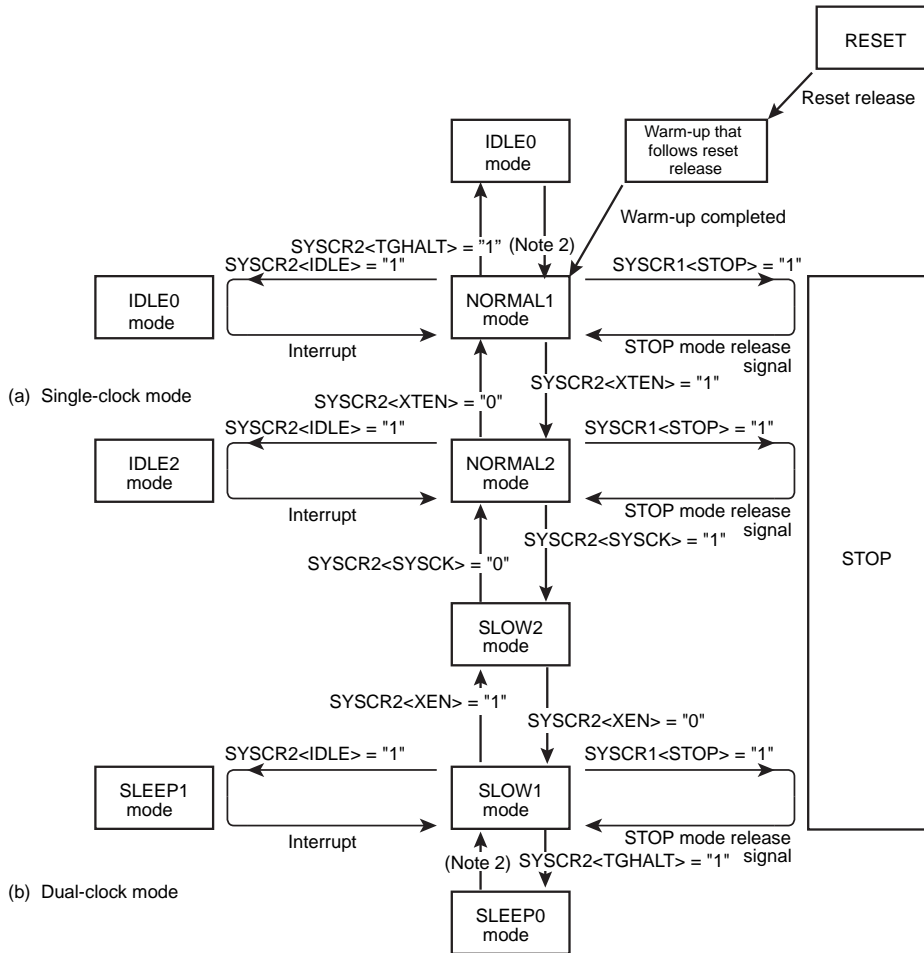 RESET
Reset release
IDLE0
mode
Warm-up that
follows reset
release
Warm-up completed
SYSCR2<TGHALT> = "1"
(Note 2)
SYSCR2<IDLE> = "1"
SYSCR1<STOP> = "1"
IDLE0
mode
NORMAL1
mode
Interrupt
STOP mode release
signal
(a) Single-clock mode
SYSCR2<XTEN> = "0"
SYSCR2<XTEN> = "1"
SYSCR2<IDLE> = "1"
SYSCR1<STOP> = "1"
IDLE2
mode
NORMAL2
mode
Interrupt
STOP mode release
signal
SYSCR2<SYSCK> = "0"
SYSCR2<SYSCK> = "1"
STOP
SLOW2
mode
SYSCR2<XEN> = "1"
SYSCR2<XEN> = "0"
SYSCR2<IDLE> = "1"
SYSCR1<STOP> = "1"
SLEEP1
mode
SLOW1
mode
Interrupt
STOP mode release
signal
(Note 2)
SYSCR2<TGHALT> = "1"
(b) Dual-clock mode
SLEEP0
mode